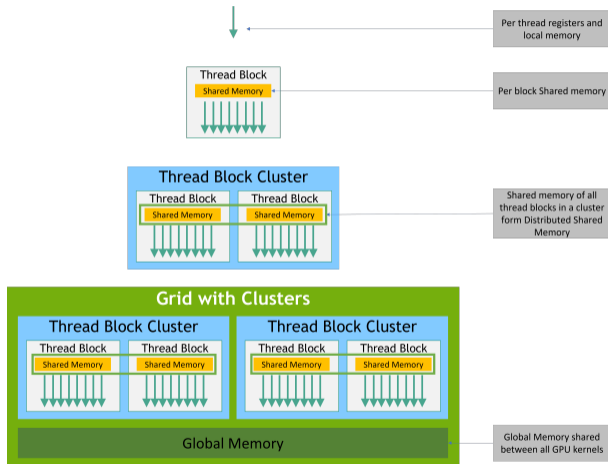 Per thread registers and
local memory
Thread Block
Shared Memory
Per block Shared memory
Thread Block Cluster
Thread Block
Thread Block
Shared Memory
Shared Memory
Shared memory of all
thread blocks in a cluster
form Distributed Shared
Memory
Grid with Clusters
Thread Block Cluster
Thread Block Cluster
Thread Block
Thread Block
Thread Block
Thread Block
Shared Memory
Shared Memory
Shared Memory
Shared Memory
Global Memory
Global Memory shared
between all GPU kernels